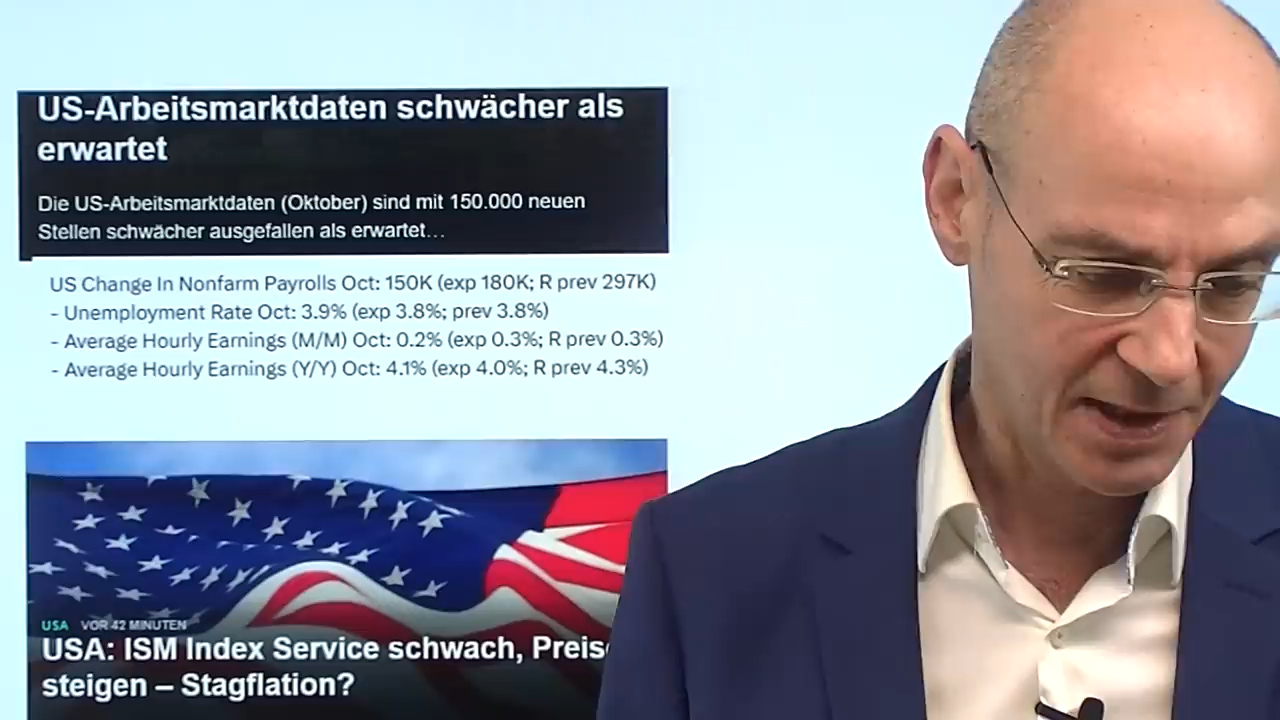 US-Arbeitsmarktdaten schwächer als
erwartet
Die US-Arbeitsmarktdaten (Oktober) sind mit 150.000 neuen
Stellen schwächer ausgefallen als erwartet…
US Change In Nonfarm Payrolls Oct: 150K (exp 180K; R prev 297K)
- Unemployment Rate Oct: 3.9% (exp 3.8%; prev 3.8%)
- Average Hourly Earnings (M/M) Oct: 0.2% (exp 0.3%; R prev 0.3%)
- Average Hourly Earnings (Y/Y) Oct: 4.1% (exp 4.0%; R prev 4.3%)
USA VOR 42 MINUTEN
USA: ISM Index Service schwach, Preise
steigen – Stagflation?